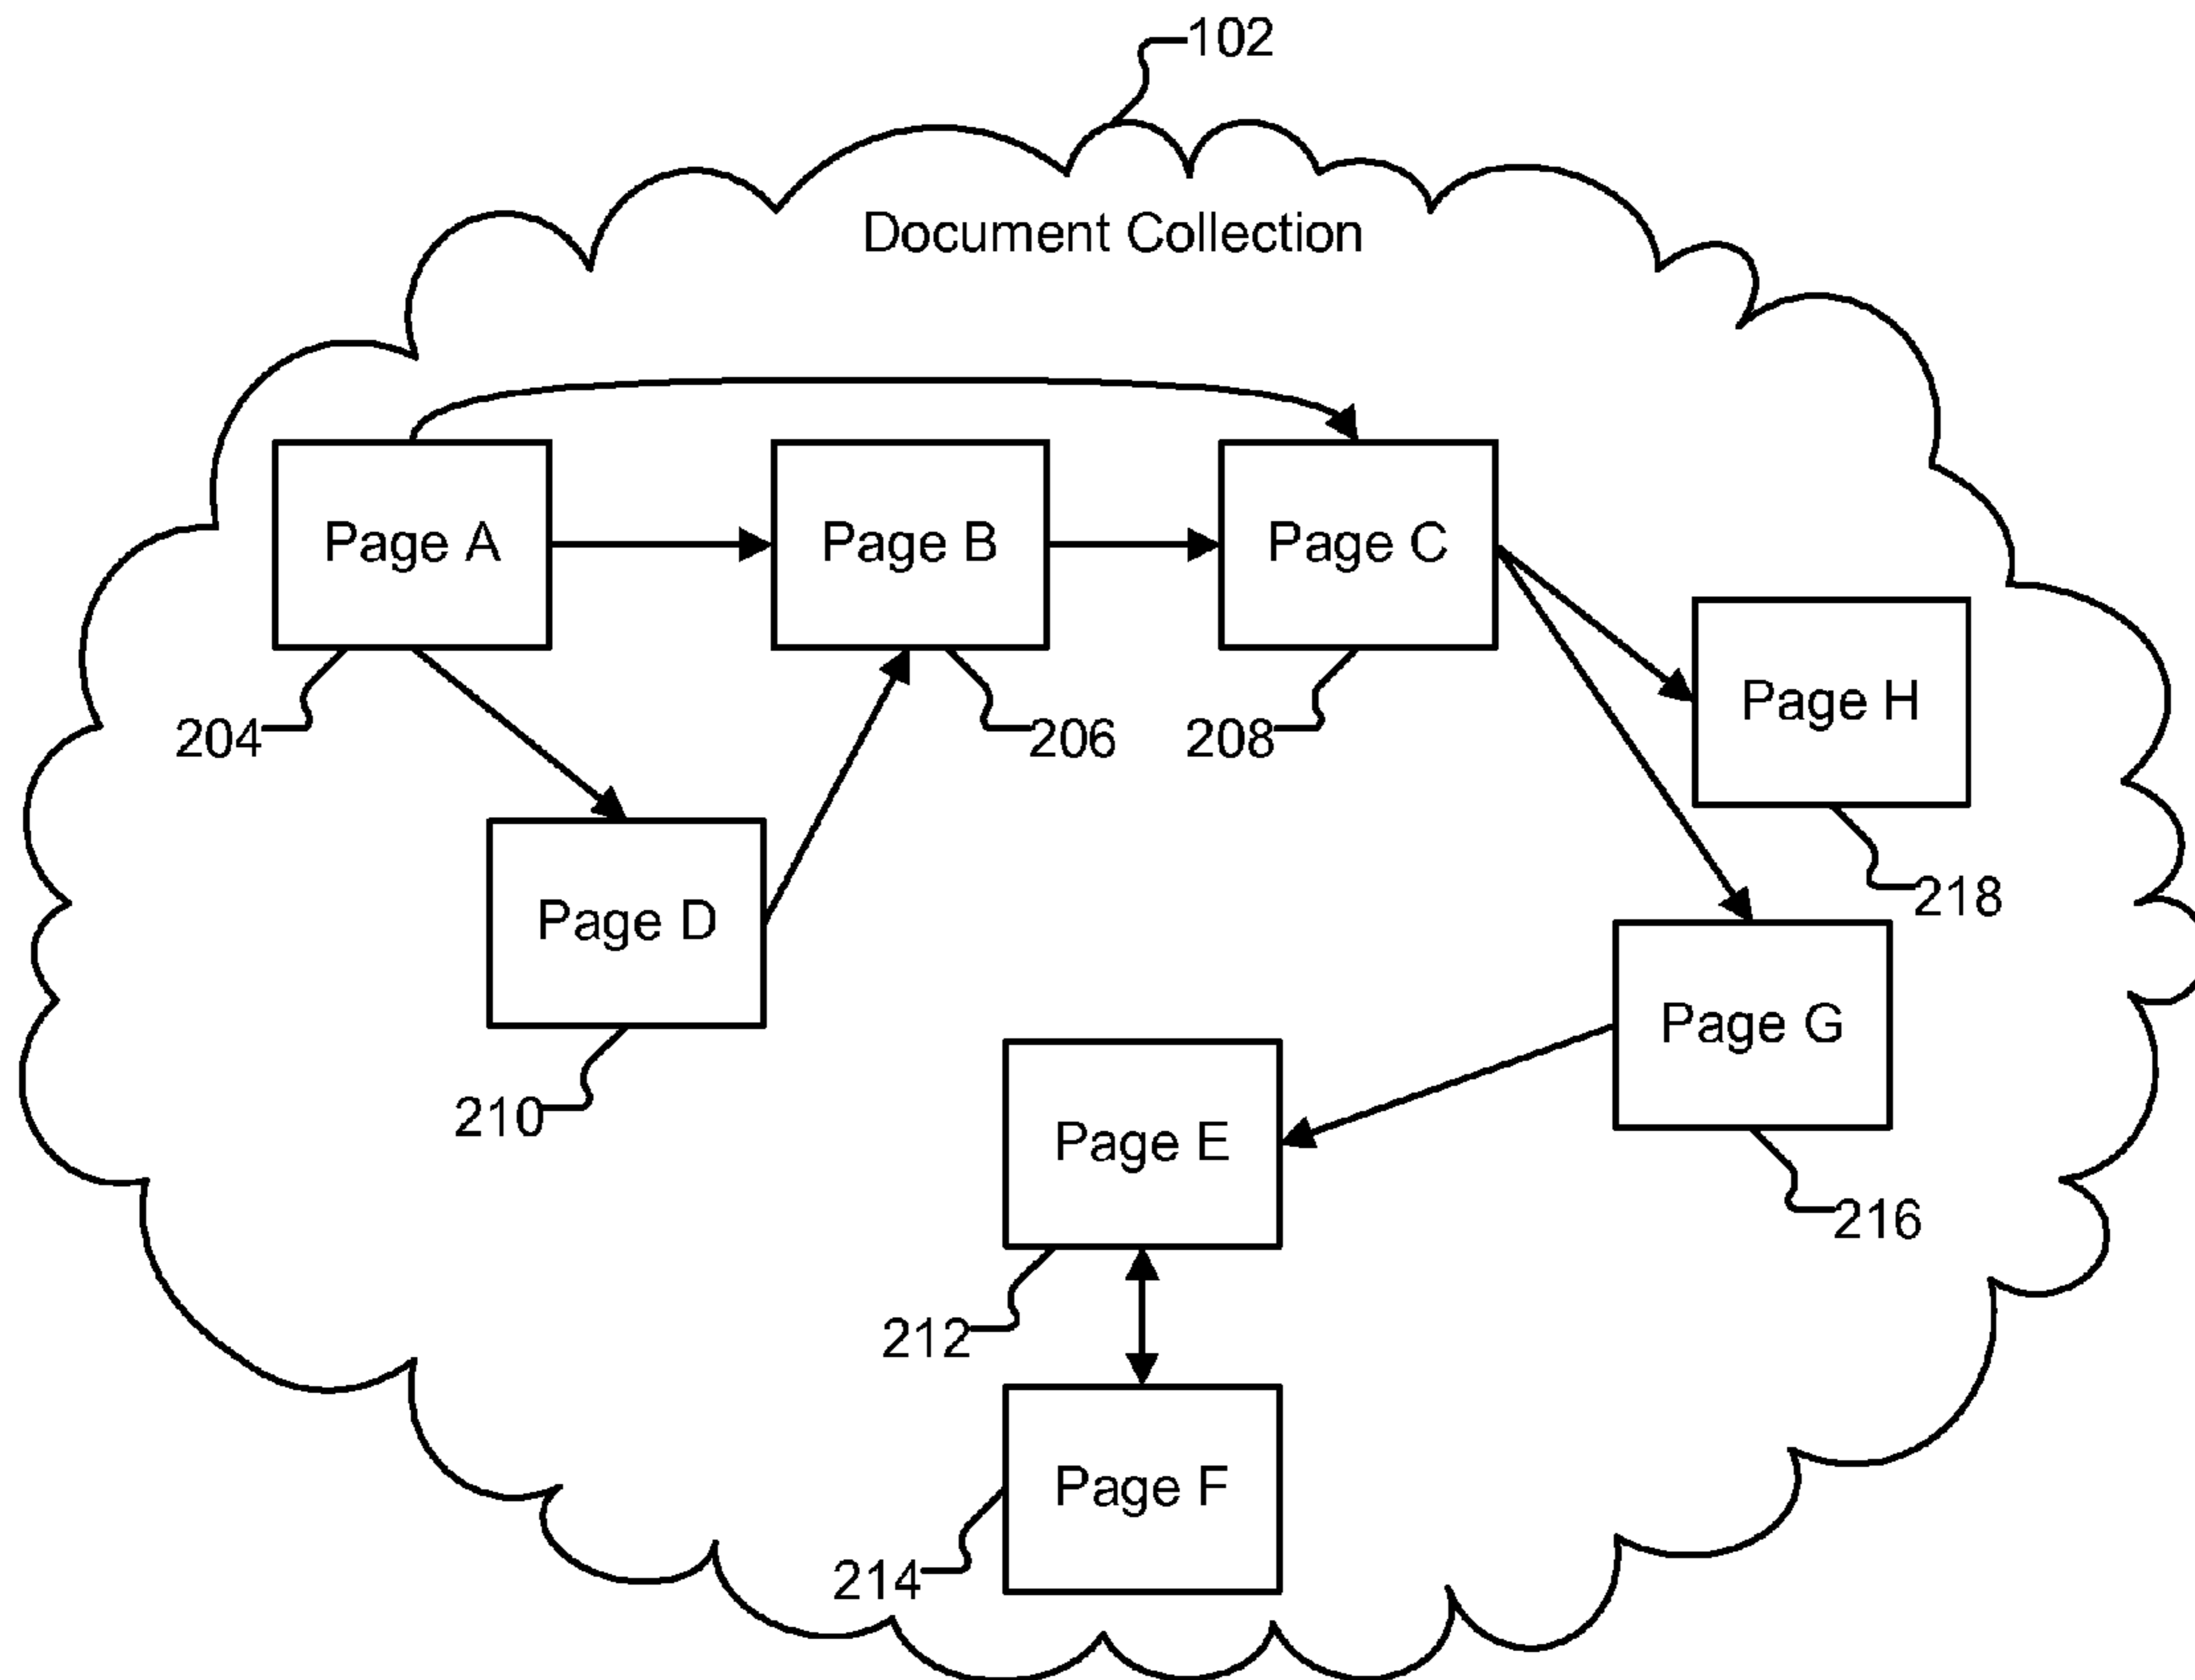 102
Document Collection
Page A
Page B
Page C
Page H
204
206
208
218
Page D
Page G
210
Page E
216
212
Page F
214